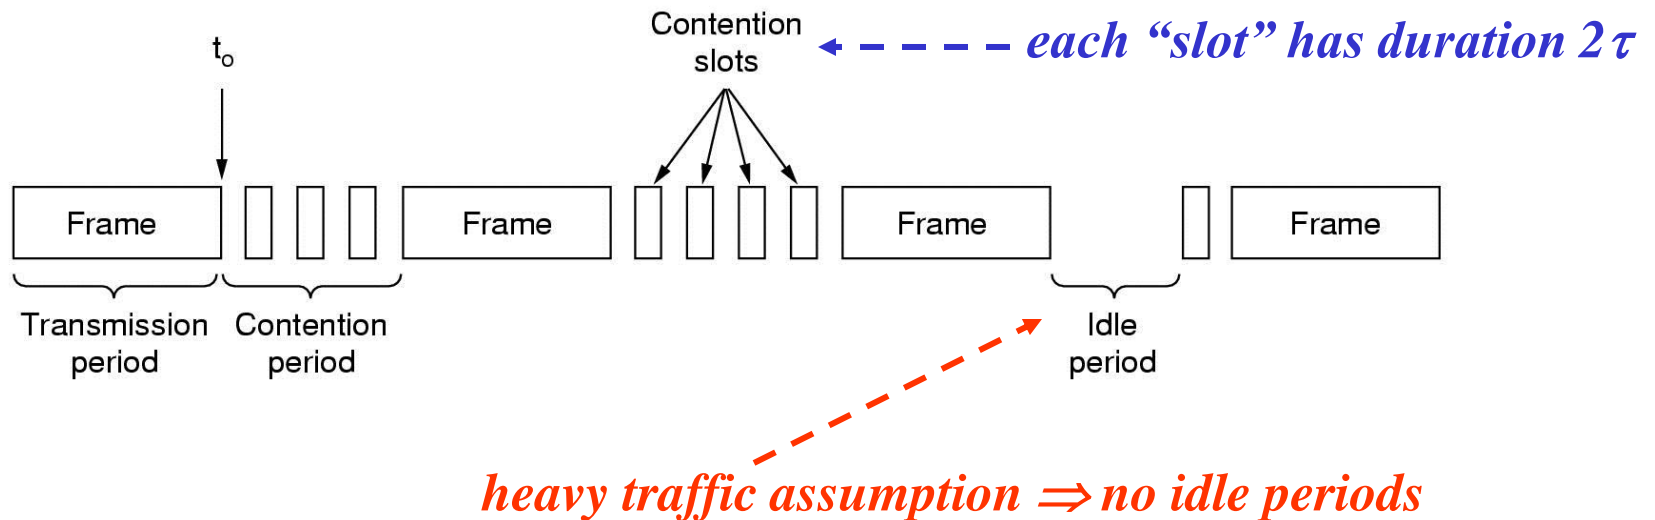 Contention
slots
each “slot” has duration 2τ
to
Frame
Frame
Frame
Frame
Transmission
period
Contention
period
Idle
period
heavy traffic assumption ⇒ no idle periods